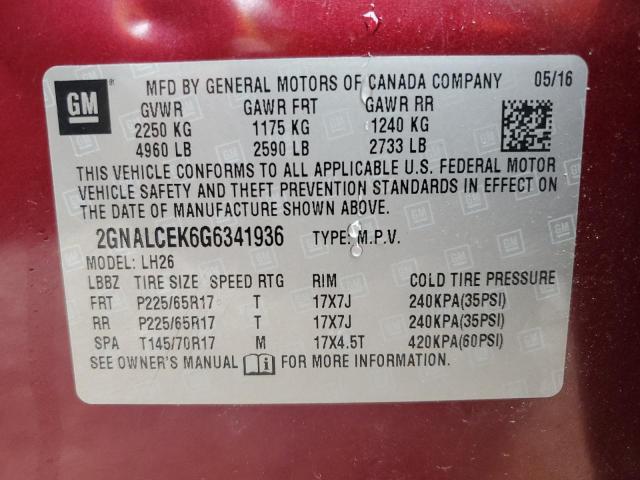 GM
MFD BY GENERAL MOTORS OF CANADA COMPANY 05/16
GVWR GAWR FRT GAWR RR
2250 KG 1175 KG 1240 KG
4960 LB 2590 LB 2733 LB
THIS VEHICLE CONFORMS TO ALL APPLICABLE U.S. FEDERAL MOTOR
VEHICLE SAFETY AND THEFT PREVENTION STANDARDS IN EFFECT ON
THE DATE OF MANUFACTURE SHOWN ABOVE.
2GNALCEK6G6341936 TYPE: M.P.V.
MODEL: LH26
LBBZ TIRE SIZE SPEED RTG RIM COLD TIRE PRESSURE
FRT P225/65R17 T 17X7J 240KPA(35PSI)
RR P225/65R17 T 17X7J 240KPA(35PSI)
SPA T145/70R17 M 17X4.5T 420KPA(60PSI)
SEE OWNER'S MANUAL i FOR MORE INFORMATION.